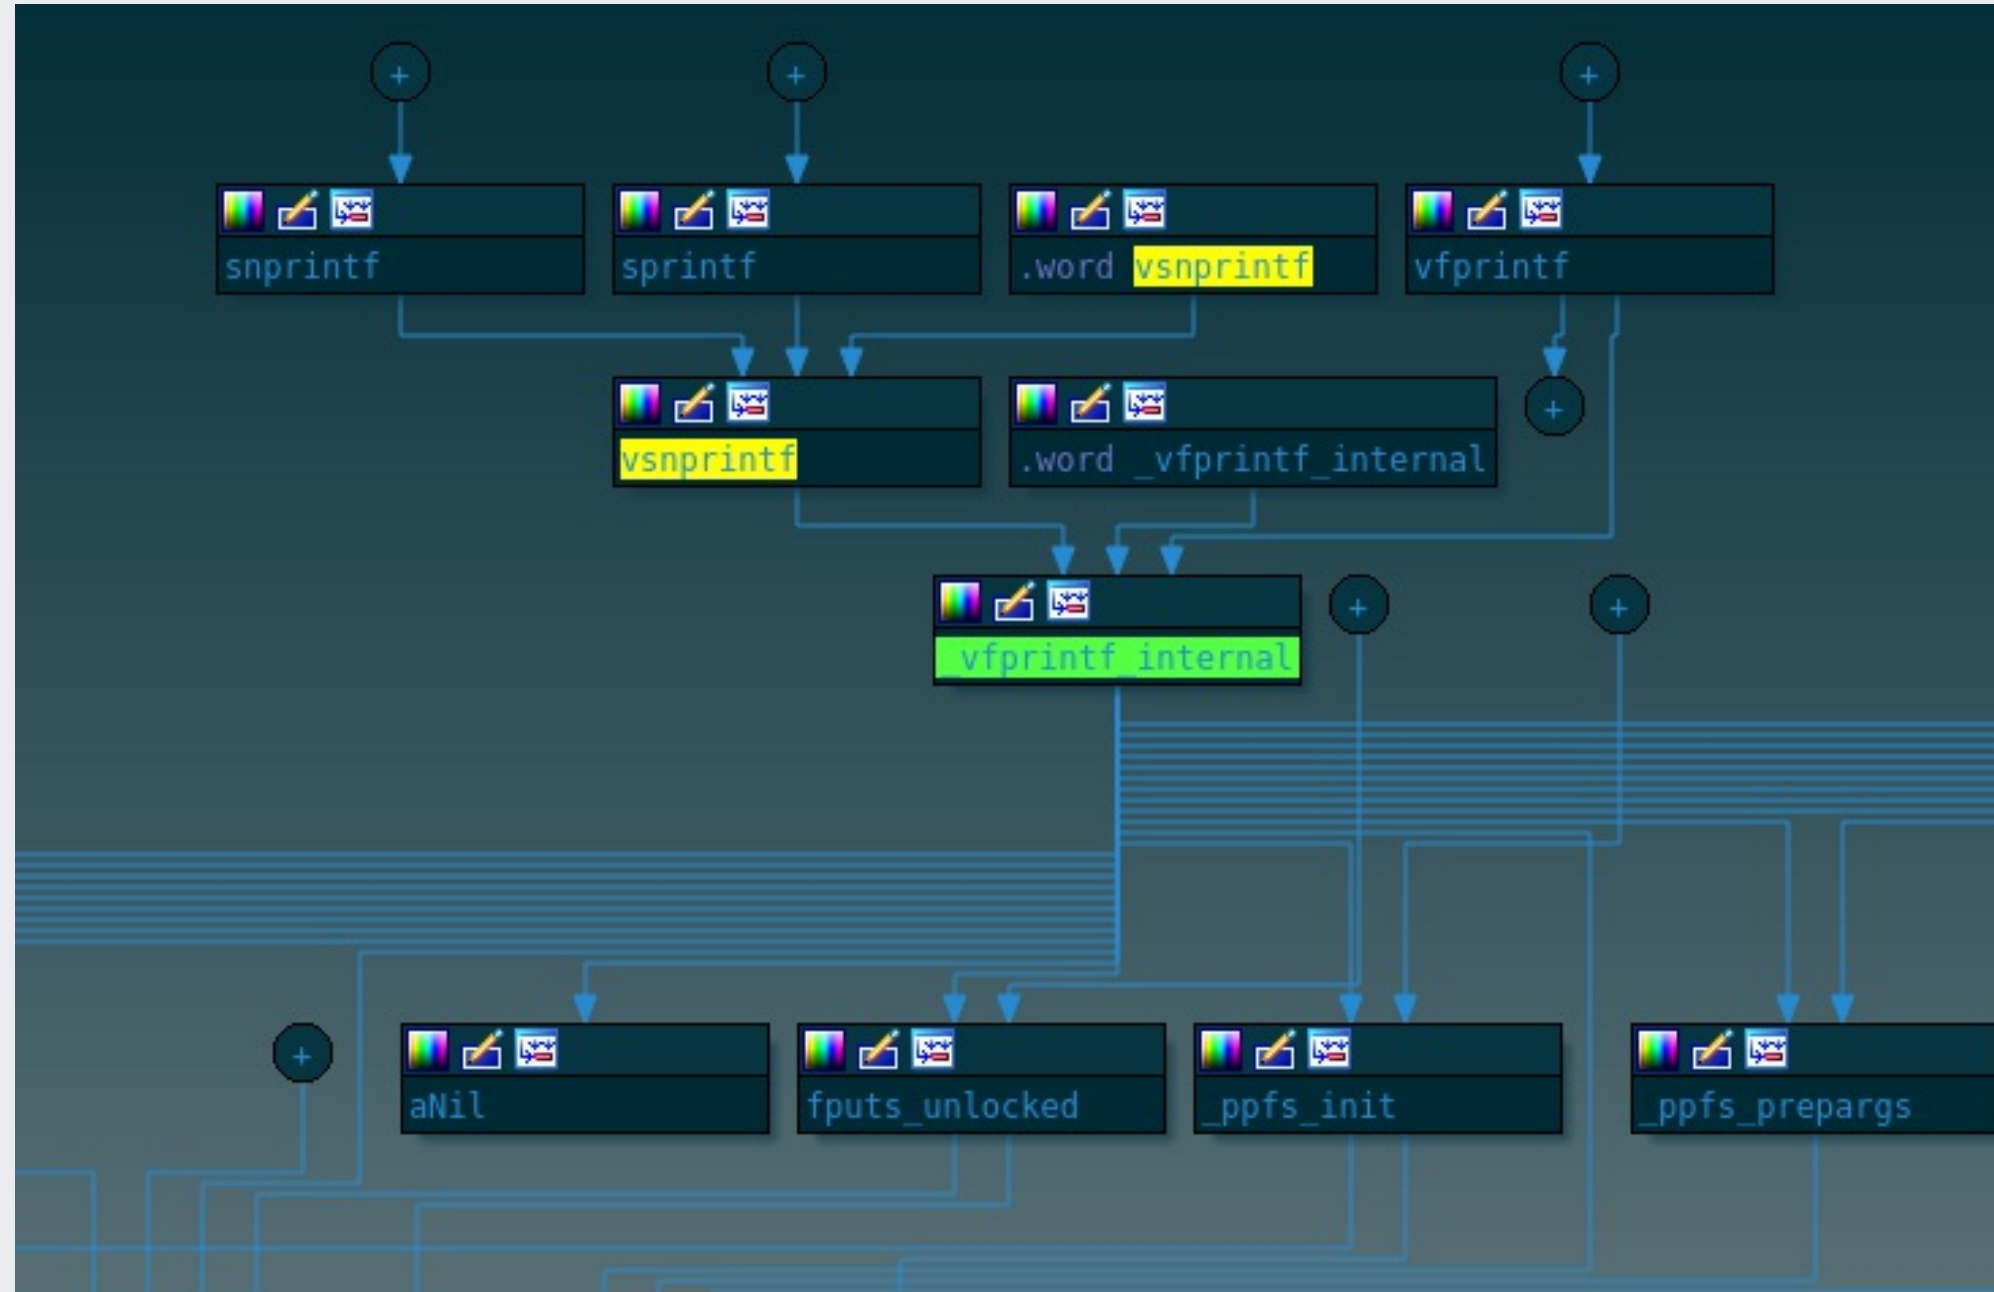 snprintf
sprintf
.word vsnprintf
vfprintf
vsnprintf
.word _vfprintf_internal
_vfprintf_internal
aNil
fputs_unlocked
_ppfs_init
_ppfs_prepargs